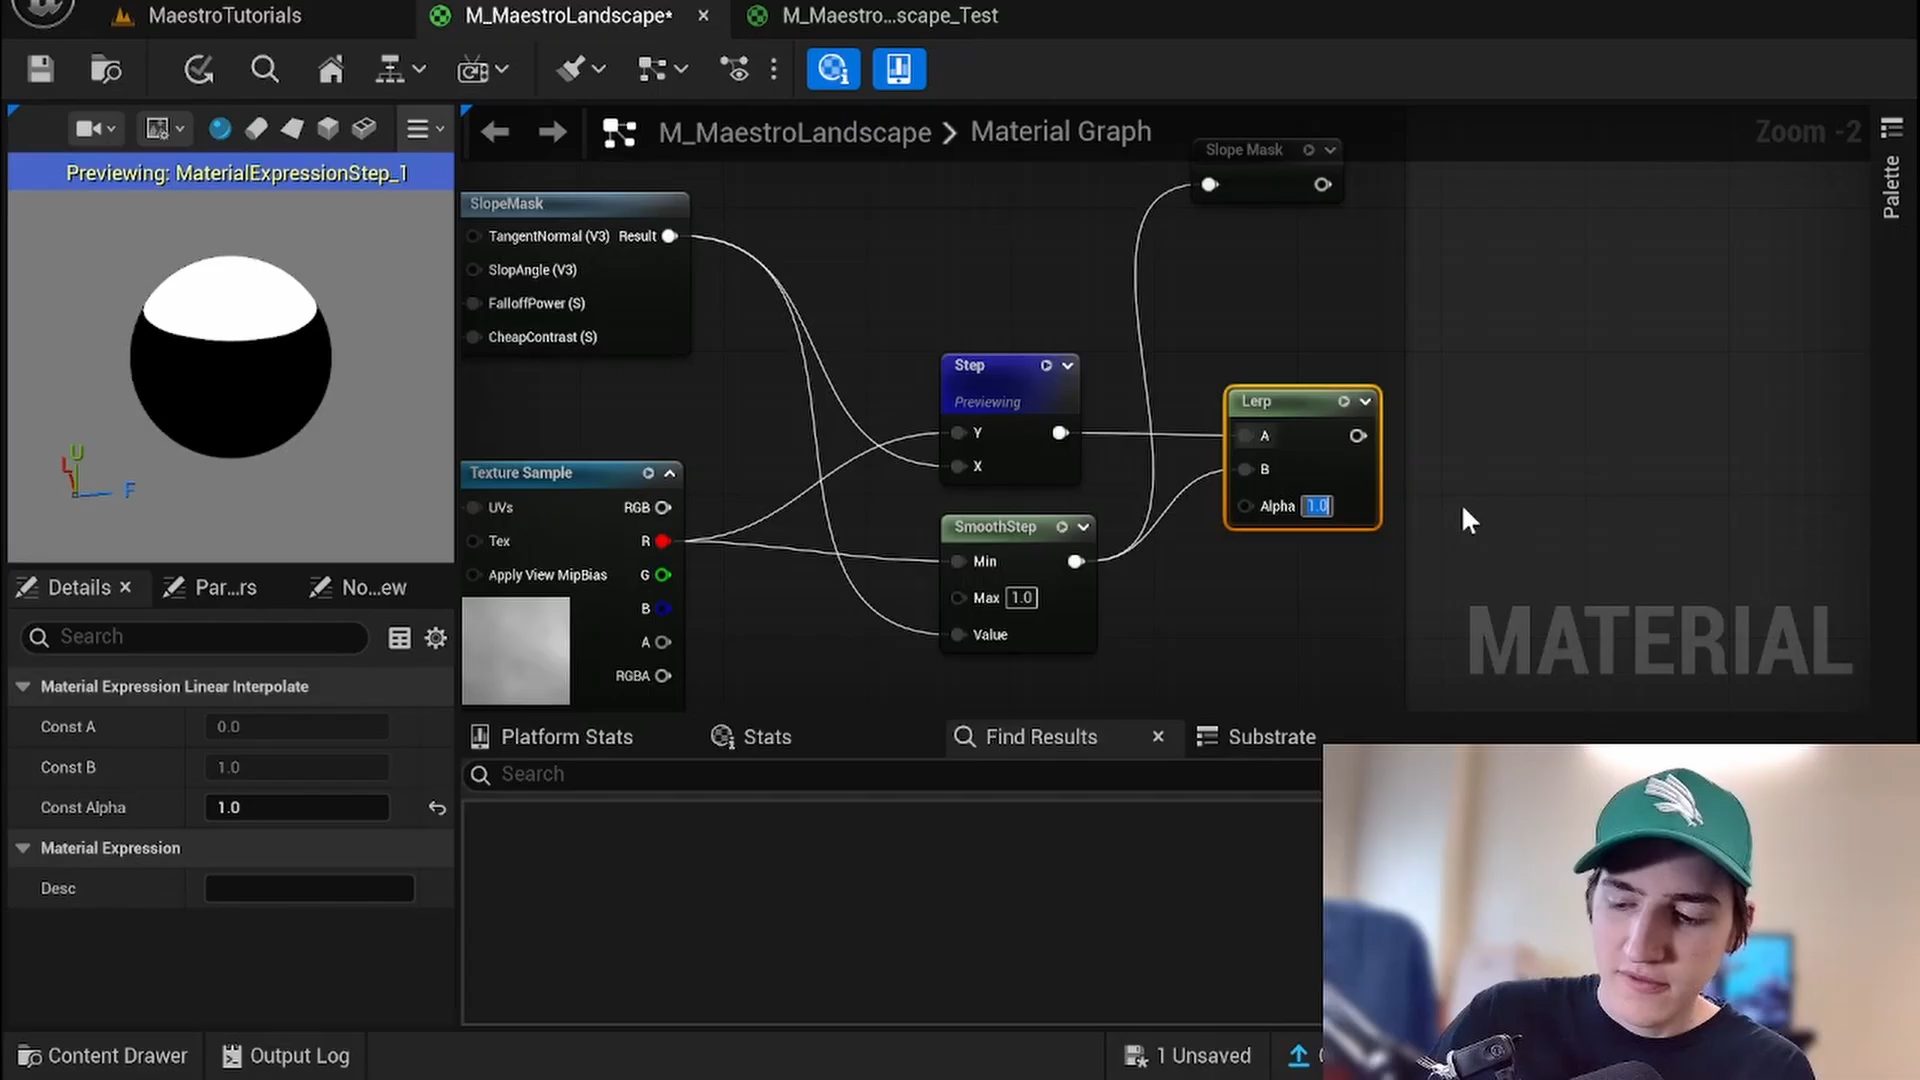 MaestroTutorials
M_MaestroLandscape*
M_Maestro...scape_Test
M_MaestroLandscape > Material Graph
Zoom -2
Palette
Previewing: MaterialExpressionStep_1
Slope Mask
SlopeMask
TangentNormal (V3) Result
SlopAngle (V3)
FalloffPower (S)
CheapContrast (S)
Step
Previewing
Y
X
Lerp
A
B
Alpha 1.0
Texture Sample
UVs RGB
Tex R
Apply View MipBias G
B
A
RGBA
SmoothStep
Min
Max 1.0
Value
MATERIAL
Details
Par...rs
No...ew
Search
Material Expression Linear Interpolate
Const A 0.0
Const B 1.0
Const Alpha 1.0
Material Expression
Desc
Platform Stats
Stats
Find Results
Substrate
Search
Content Drawer
Output Log
1 Unsaved